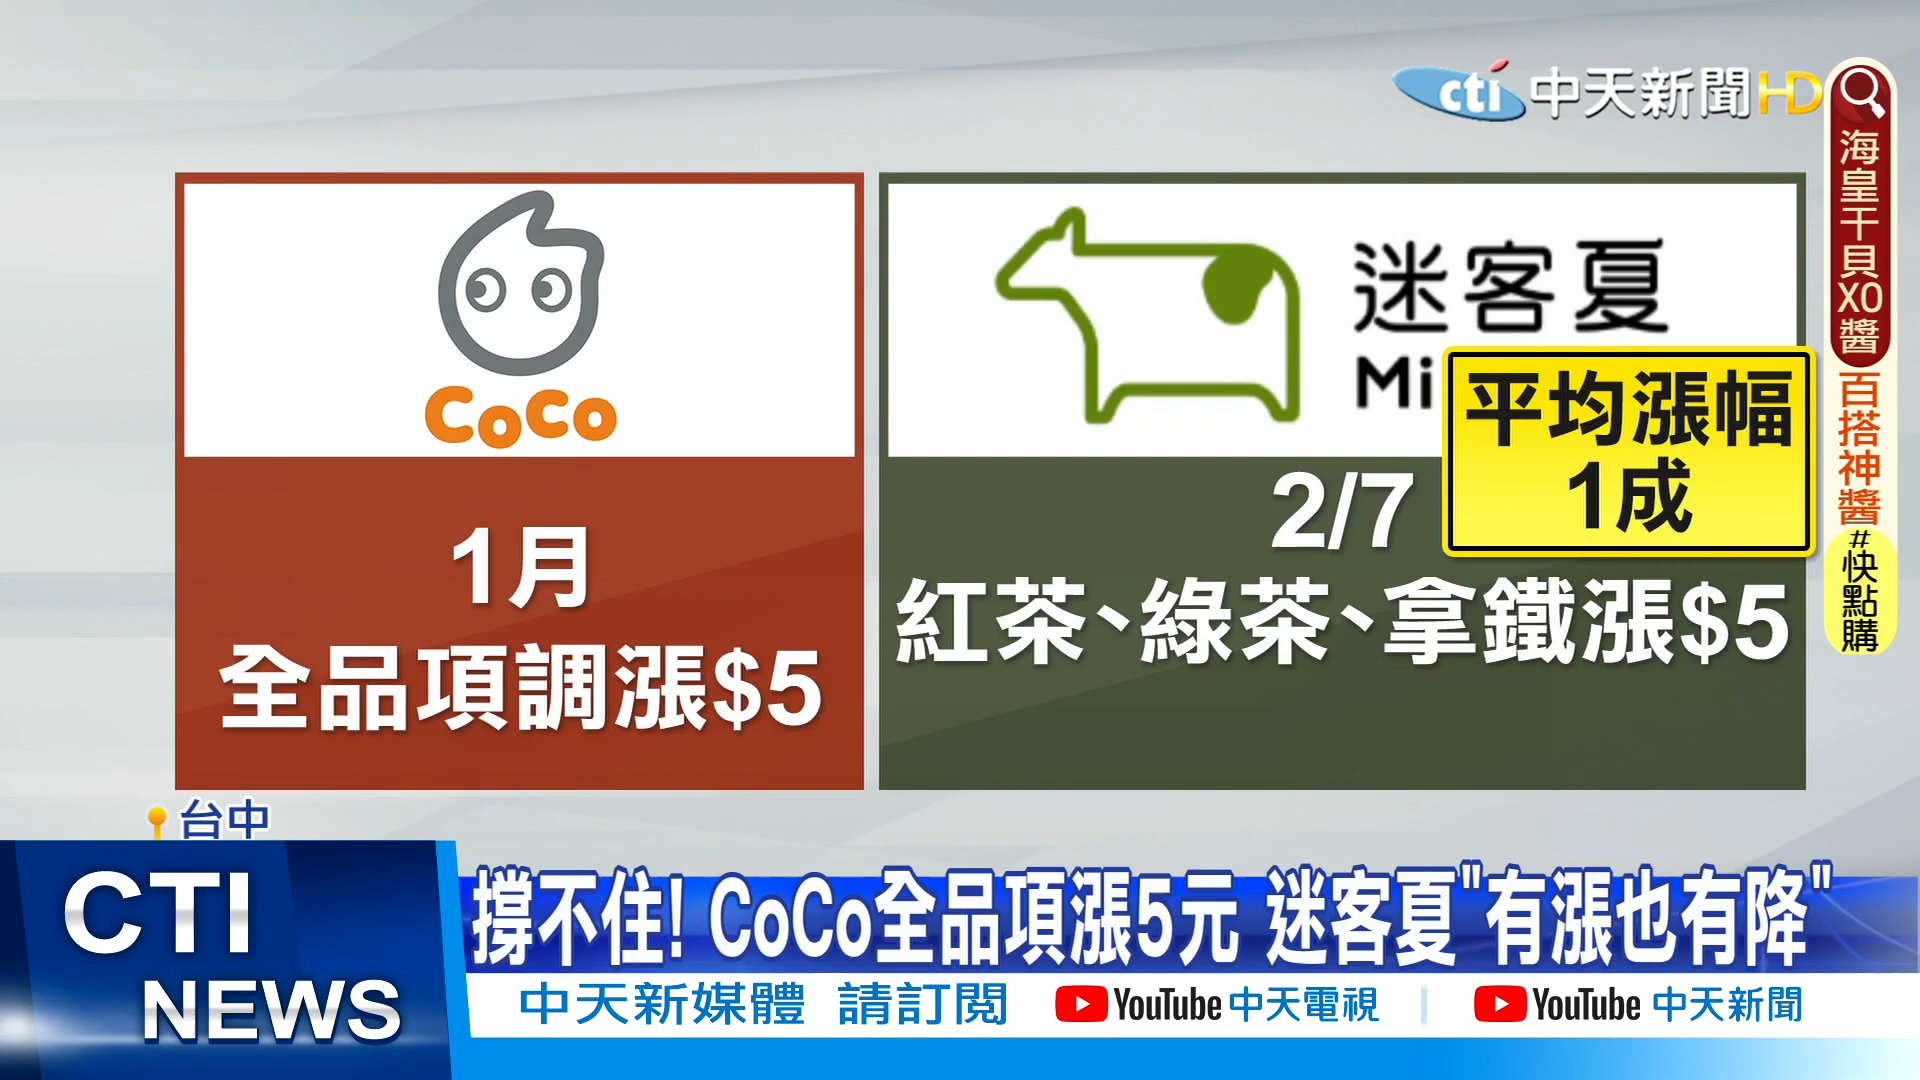 cti 中天新聞HD
海皇干貝XO醬
百搭神醬
#快點購
CoCo
1月
全品項調漲$5
迷客夏
Mi
平均漲幅
1成
2/7
紅茶、綠茶、拿鐵漲$5
台中
CTI
NEWS
撐不住! CoCo全品項漲5元 迷客夏"有漲也有降"
中天新媒體 請訂閱 YouTube 中天電視 | YouTube 中天新聞